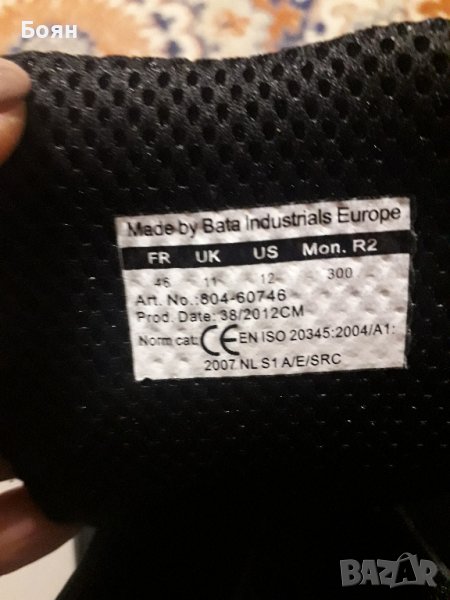 Боян
Made by Bata Industrials Europe
FR UK US Mon. R2
46 11 12 300
Art. No.:804-60746
Prod. Date: 38/2012CM
Norm cat: CE EN ISO 20345:2004/A1:
2007 NL S1 A/E/SRC
BAZAR